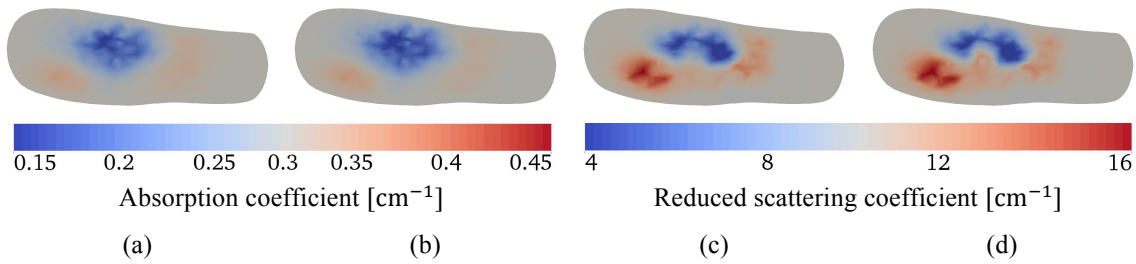 0.15 0.2 0.25 0.3 0.35 0.4 0.45 4 8 12 16
Absorption coefficient [cm⁻¹] Reduced scattering coefficient [cm⁻¹]
(a) (b) (c) (d)